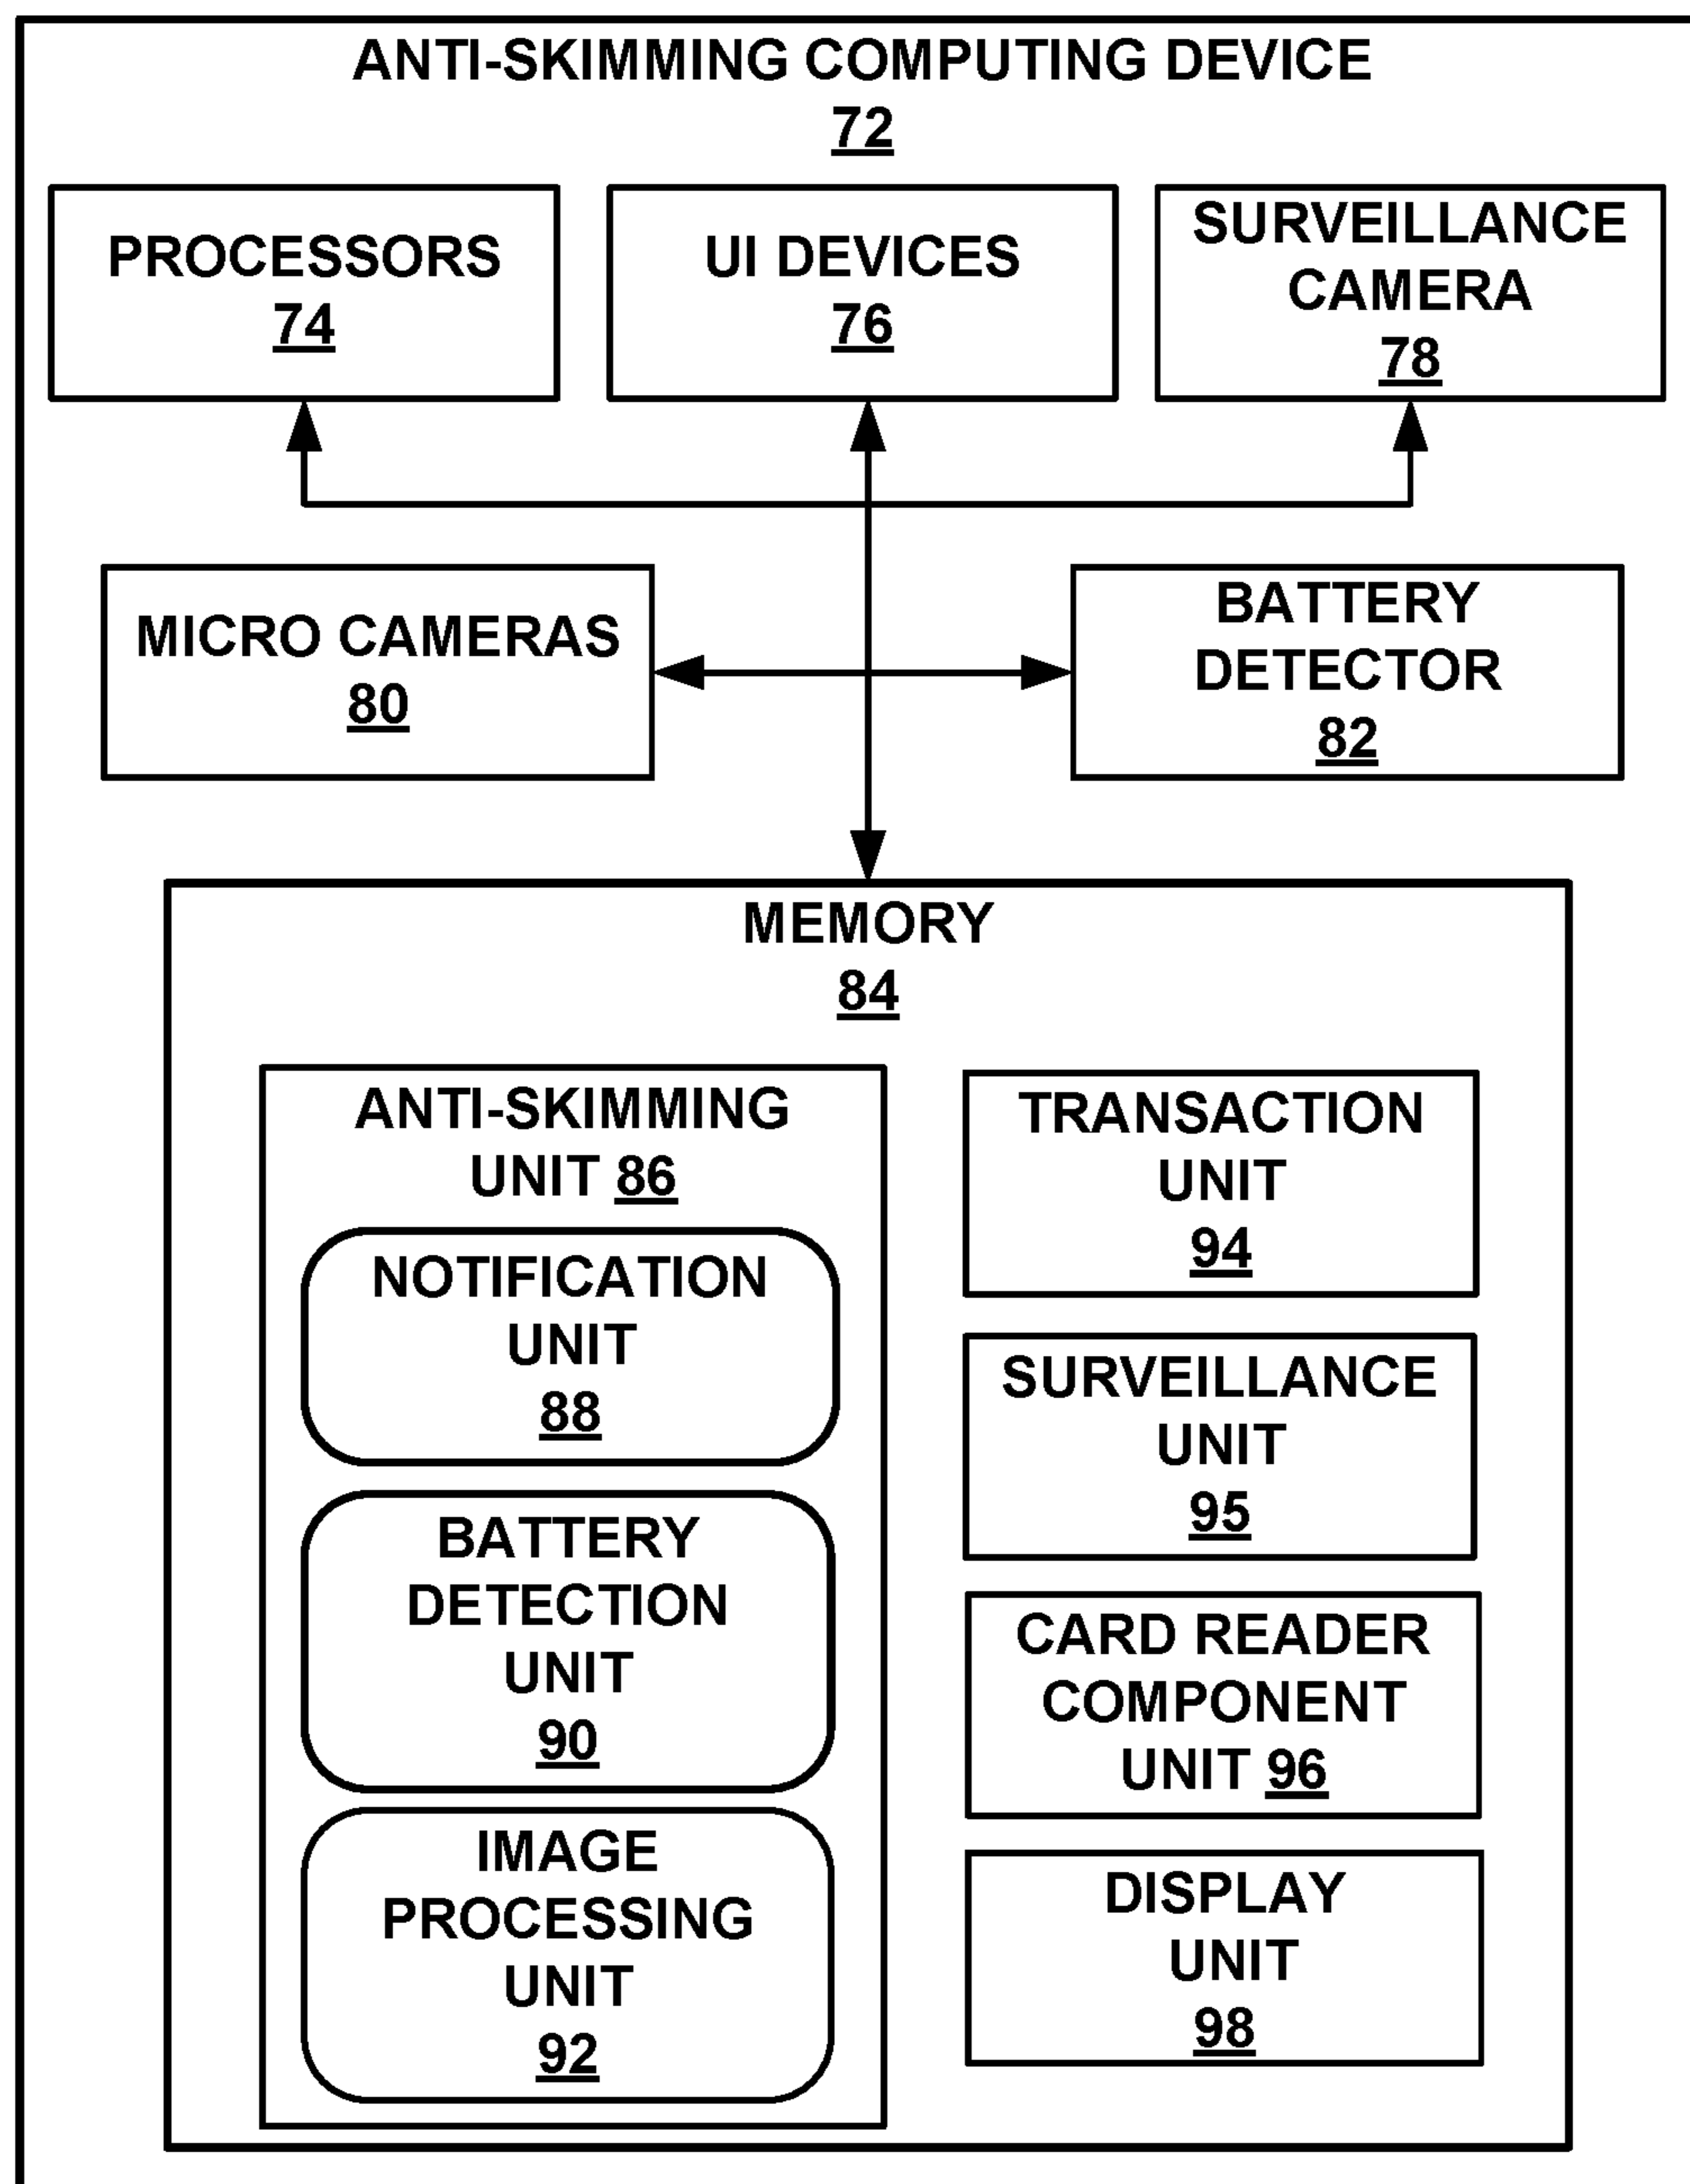 ANTI-SKIMMING COMPUTING DEVICE
72
PROCESSORS
74
UI DEVICES
76
SURVEILLANCE
CAMERA
78
MICRO CAMERAS
80
BATTERY
DETECTOR
82
MEMORY
84
ANTI-SKIMMING
UNIT 86
NOTIFICATION
UNIT
88
BATTERY
DETECTION
UNIT
90
IMAGE
PROCESSING
UNIT
92
TRANSACTION
UNIT
94
SURVEILLANCE
UNIT
95
CARD READER
COMPONENT
UNIT 96
DISPLAY
UNIT
98